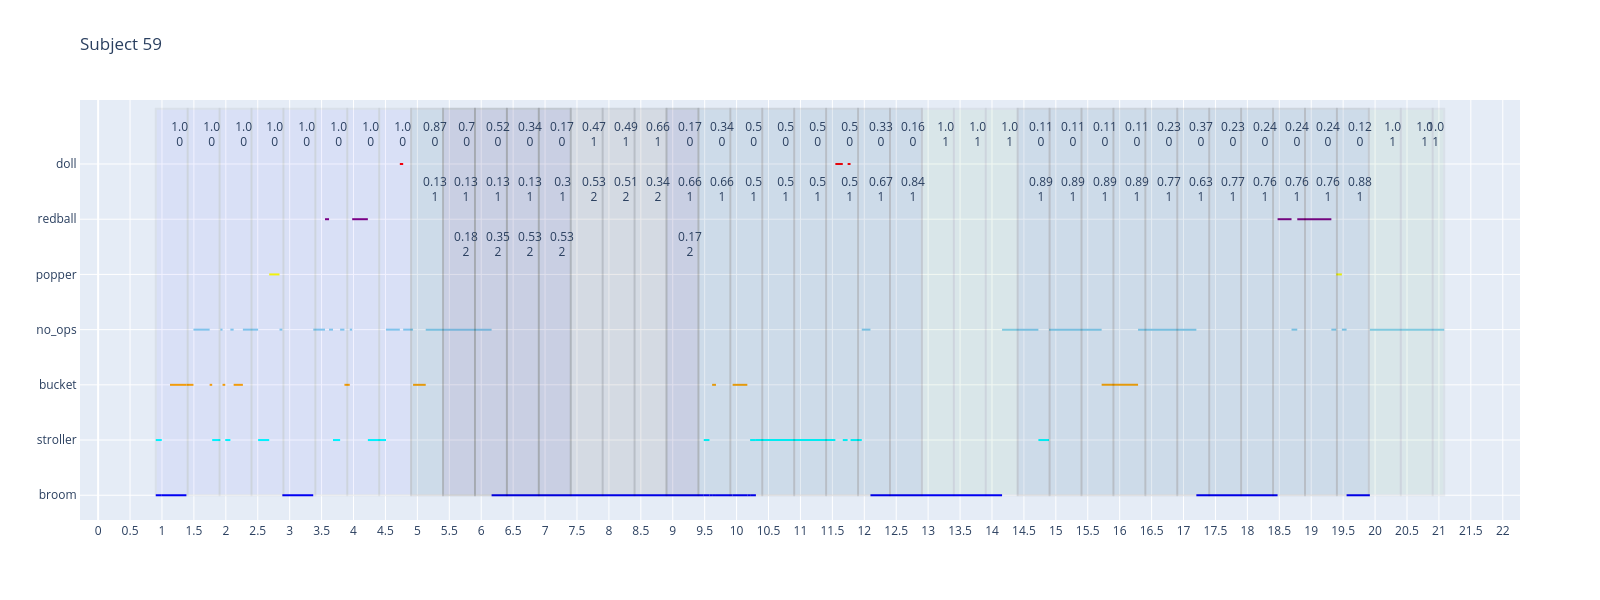 Subject 59
1.0 1.0 1.0 1.0 1.0 1.0 1.0 1.0 0.87 0.7 0.52 0.34 0.17 0.47 0.49 0.66 0.17 0.34 0.5 0.5 0.5 0.5 0.33 0.16 1.0 1.0 1.0 0.11 0.11 0.11 0.11 0.23 0.37 0.23 0.24 0.24 0.24 0.12 1.0 1.0 1.0
0 0 0 0 0 0 0 0 0 0 0 0 0 1 1 1 0 0 0 0 0 0 0 0 1 1 1 0 0 0 0 0 0 0 0 0 0 0 1 1 1
doll
0.13 0.13 0.13 0.13 0.3 0.53 0.51 0.34 0.66 0.66 0.5 0.5 0.5 0.5 0.67 0.84 0.89 0.89 0.89 0.89 0.77 0.63 0.77 0.76 0.76 0.76 0.88
1 1 1 1 1 2 2 2 1 1 1 1 1 1 1 1 1 1 1 1 1 1 1 1 1 1 1
redball
0.18 0.35 0.53 0.53 0.17
2 2 2 2 2
popper
no_ops
bucket
stroller
broom
0 0.5 1 1.5 2 2.5 3 3.5 4 4.5 5 5.5 6 6.5 7 7.5 8 8.5 9 9.5 10 10.5 11 11.5 12 12.5 13 13.5 14 14.5 15 15.5 16 16.5 17 17.5 18 18.5 19 19.5 20 20.5 21 21.5 22